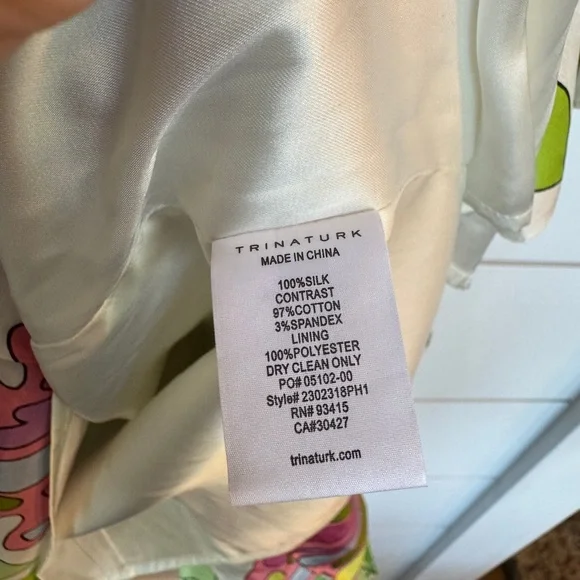 TRINATURK
MADE IN CHINA
100%SILK
CONTRAST
97%COTTON
3%SPANDEX
LINING
100%POLYESTER
DRY CLEAN ONLY
PO# 05102-00
Style# 2302318PH1
RN# 93415
CA#30427
trinaturk.com